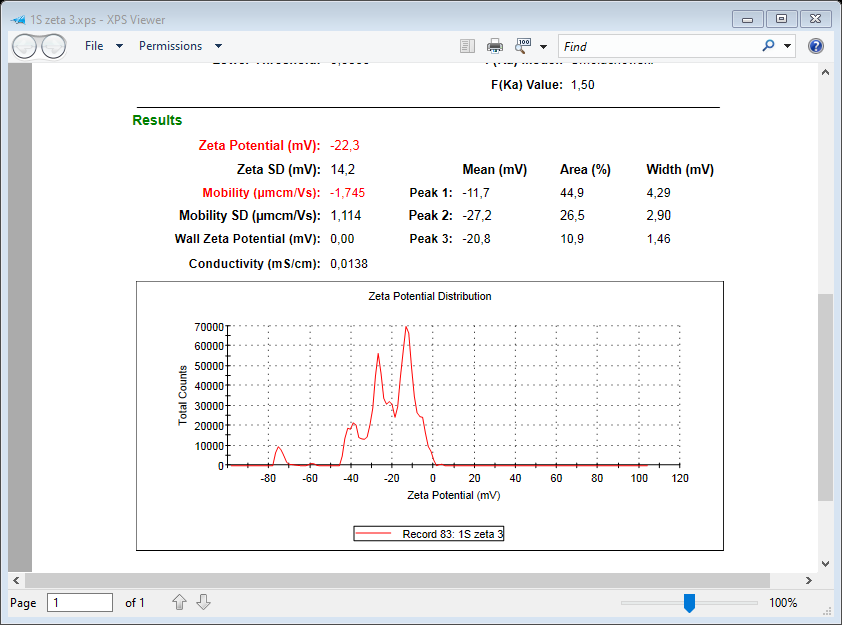 1S zeta 3.xps - XPS Viewer
File Permissions Find
F(Ka) Value: 1,50
Results
Zeta Potential (mV): -22,3
Zeta SD (mV): 14,2 Mean (mV) Area (%) Width (mV)
Mobility (µmcm/Vs): -1,745 Peak 1: -11,7 44,9 4,29
Mobility SD (µmcm/Vs): 1,114 Peak 2: -27,2 26,5 2,90
Wall Zeta Potential (mV): 0,00 Peak 3: -20,8 10,9 1,46
Conductivity (mS/cm): 0,0138
Zeta Potential Distribution
70000
60000
50000
40000
30000
20000
10000
0
Total Counts
-80 -60 -40 -20 0 20 40 60 80 100 120
Zeta Potential (mV)
Record 83: 1S zeta 3
Page 1 of 1 100%